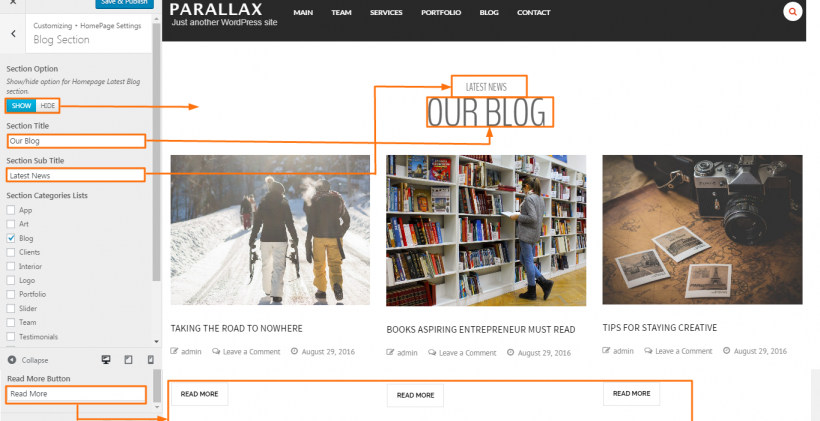 Save & Publish
Customizing • HomePage Settings
Blog Section
Section Option
Show/hide option for Homepage Latest Blog
section.
SHOW HIDE
Section Title
Our Blog
Section Sub Title
Latest News
Section Categories Lists
App
Art
Blog
Clients
Interior
Logo
Portfolio
Slider
Team
Testimonials
Collapse
Read More Button
Read More
PARALLAX
Just another WordPress site
MAIN TEAM SERVICES PORTFOLIO BLOG CONTACT
LATEST NEWS
OUR BLOG
TAKING THE ROAD TO NOWHERE
admin Leave a Comment August 29, 2016
READ MORE
BOOKS ASPIRING ENTREPRENEUR MUST READ
admin Leave a Comment August 29, 2016
READ MORE
TIPS FOR STAYING CREATIVE
admin Leave a Comment August 29, 2016
READ MORE